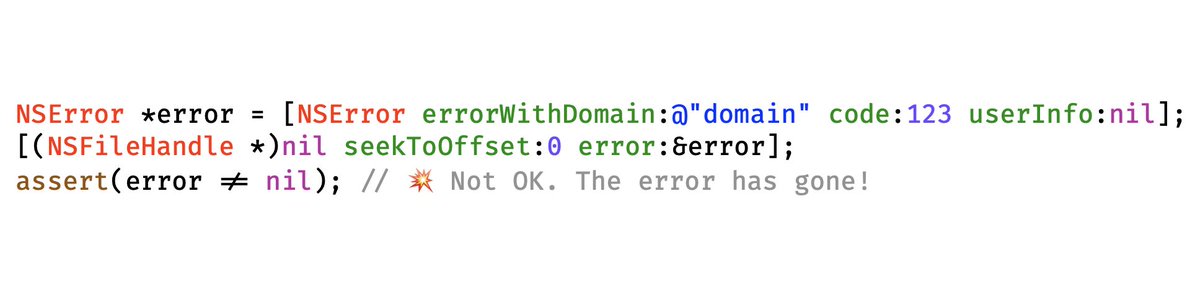 NSError *error = [NSError errorWithDomain:@"domain" code:123 userInfo:nil];
[(NSFileHandle *)nil seekToOffset:0 error:&error];
assert(error ≠ nil); // 💥 Not OK. The error has gone!